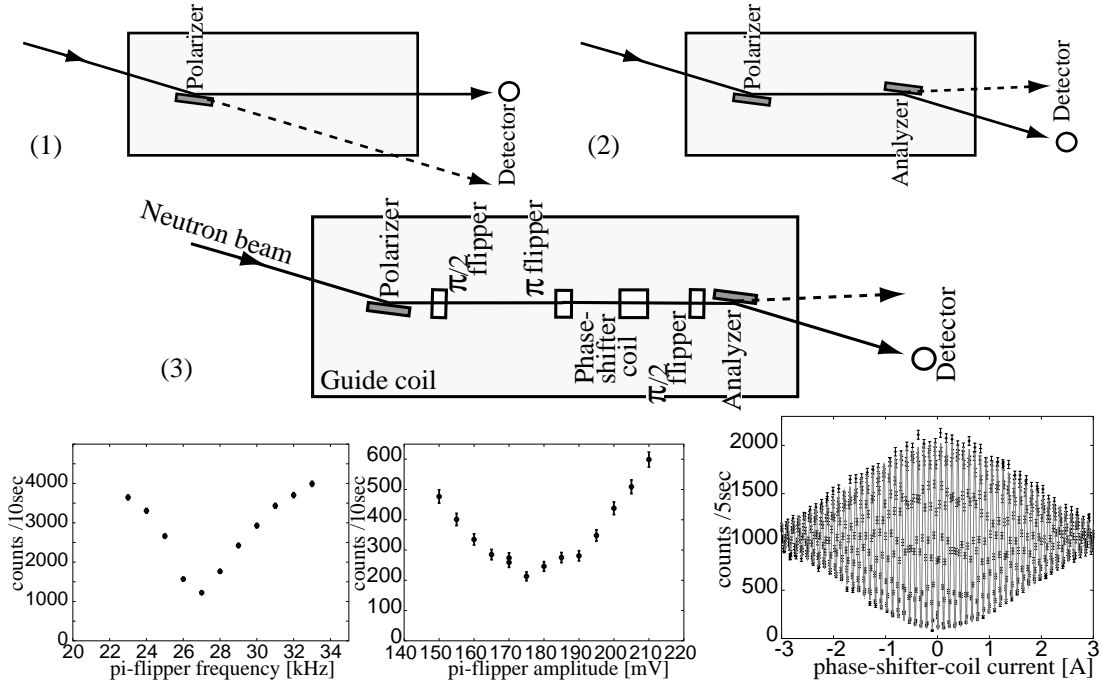 Polarizer
Detector
(1)
Polarizer
Analyzer
Detector
(2)
Neutron beam
Polarizer
π/2 flipper
π flipper
Phase-
shifter
coil
π/2 flipper
Analyzer
Detector
(3)
Guide coil
counts /10sec
4000
3000
2000
1000
0
20 22 24 26 28 30 32 34
pi-flipper frequency [kHz]
counts /10sec
600
500
400
300
200
100
0
140 150 160 170 180 190 200 210 220
pi-flipper amplitude [mV]
counts /5sec
2000
1500
1000
500
0
-3 -2 -1 0 1 2 3
phase-shifter-coil current [A]